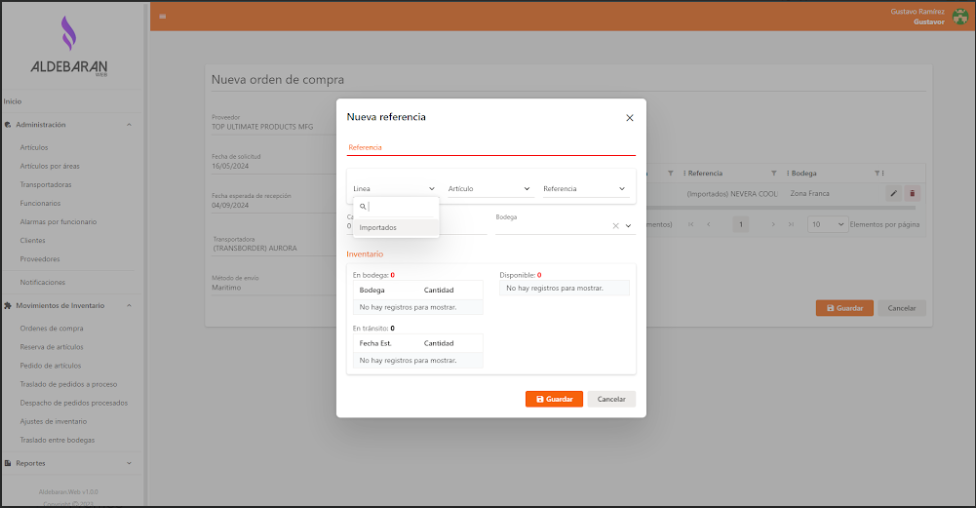 ALDEBARAN
Gustavo Ramírez
Gustavor
Inicio
Administración
Artículos
Artículos por áreas
Transportadoras
Funcionarios
Alarmas por funcionario
Clientes
Proveedores
Notificaciones
Movimientos de Inventario
Ordenes de compra
Reserva de artículos
Pedido de artículos
Traslado de pedidos a proceso
Despacho de pedidos procesados
Ajustes de inventario
Traslado entre bodegas
Reportes
Aldebaran.Web v1.0.0
Copyright © 2025
Nueva orden de compra
Proveedor
TOP ULTIMATE PRODUCTS MFG
Fecha de solicitud
16/05/2024
Fecha esperada de recepción
04/09/2024
Transportadora
(TRANSBORDER) AURORA
Método de envío
Marítimo
Referencia
Bodega
(Importados) NEVERA COOL
Zona Franca
1
10
Elementos por página
Guardar
Cancelar
Nueva referencia
Referencia
Linea
Artículo
Referencia
Importados
Ca
0
Bodega
Inventario
En bodega: 0
Bodega Cantidad
No hay registros para mostrar.
Disponible: 0
No hay registros para mostrar.
En tránsito: 0
Fecha Est. Cantidad
No hay registros para mostrar.
Guardar
Cancelar